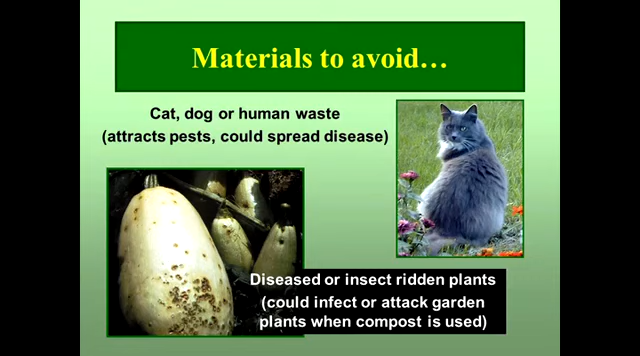 Materials to avoid…
Cat, dog or human waste
(attracts pests, could spread disease)
Diseased or insect ridden plants
(could infect or attack garden
plants when compost is used)